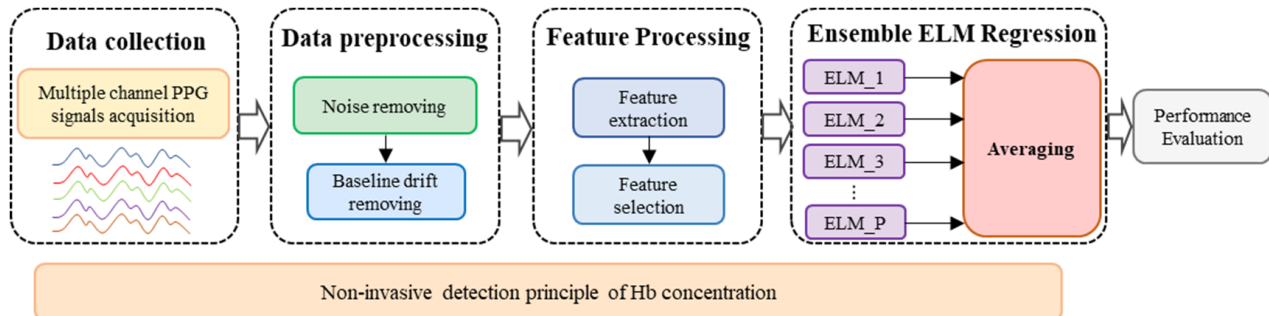 Data collection
Multiple channel PPG
signals acquisition
Data preprocessing
Noise removing
Baseline drift
removing
Feature Processing
Feature
extraction
Feature
selection
Ensemble ELM Regression
ELM_1
ELM_2
ELM_3
ELM_P
Averaging
Performance
Evaluation
Non-invasive detection principle of Hb concentration